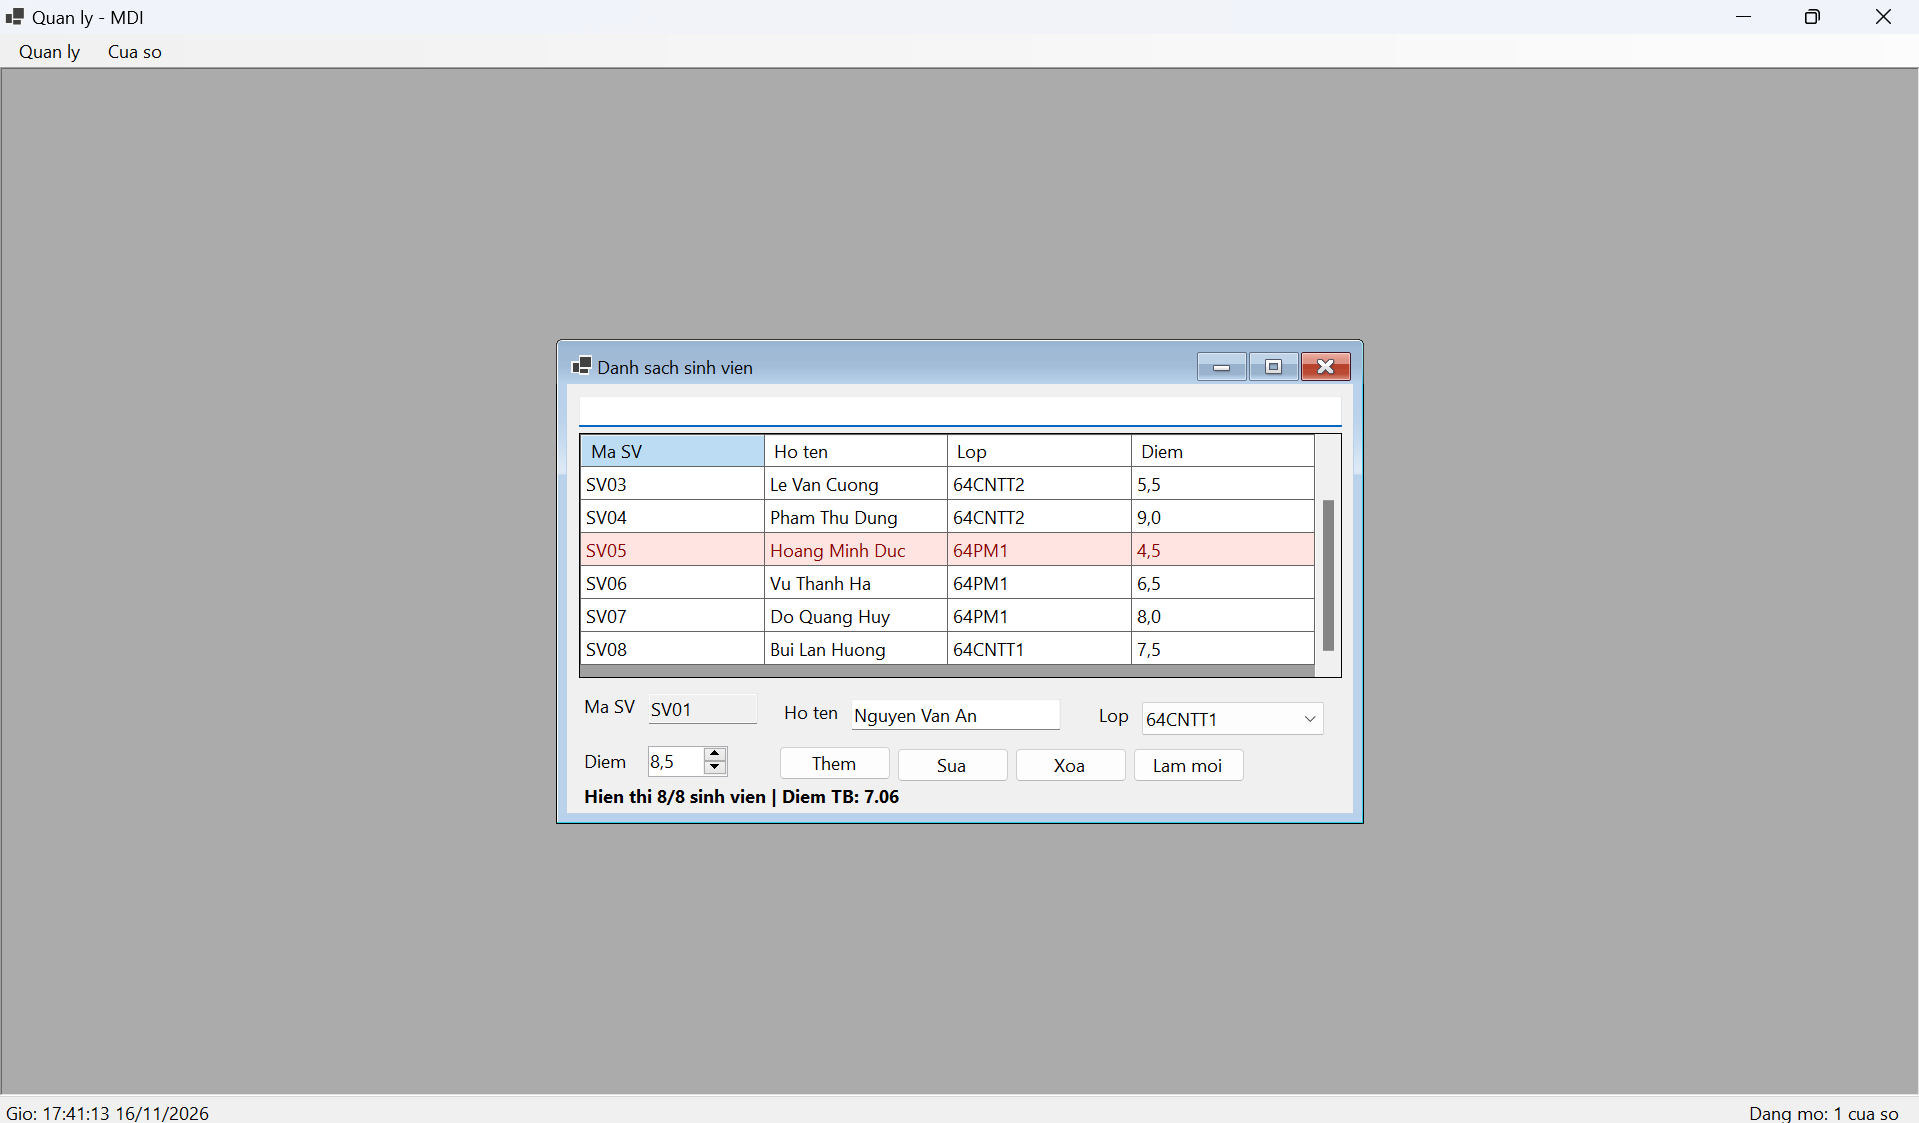 Quan ly - MDI
Quan ly Cua so
Danh sach sinh vien
Ma SV Ho ten Lop Diem
SV03 Le Van Cuong 64CNTT2 5,5
SV04 Pham Thu Dung 64CNTT2 9,0
SV05 Hoang Minh Duc 64PM1 4,5
SV06 Vu Thanh Ha 64PM1 6,5
SV07 Do Quang Huy 64PM1 8,0
SV08 Bui Lan Huong 64CNTT1 7,5
Ma SV SV01 Ho ten Nguyen Van An Lop 64CNTT1
Diem 8,5 Them Sua Xoa Lam moi
Hien thi 8/8 sinh vien | Diem TB: 7.06
Gio: 17:41:13 16/11/2026 Dang mo: 1 cua so